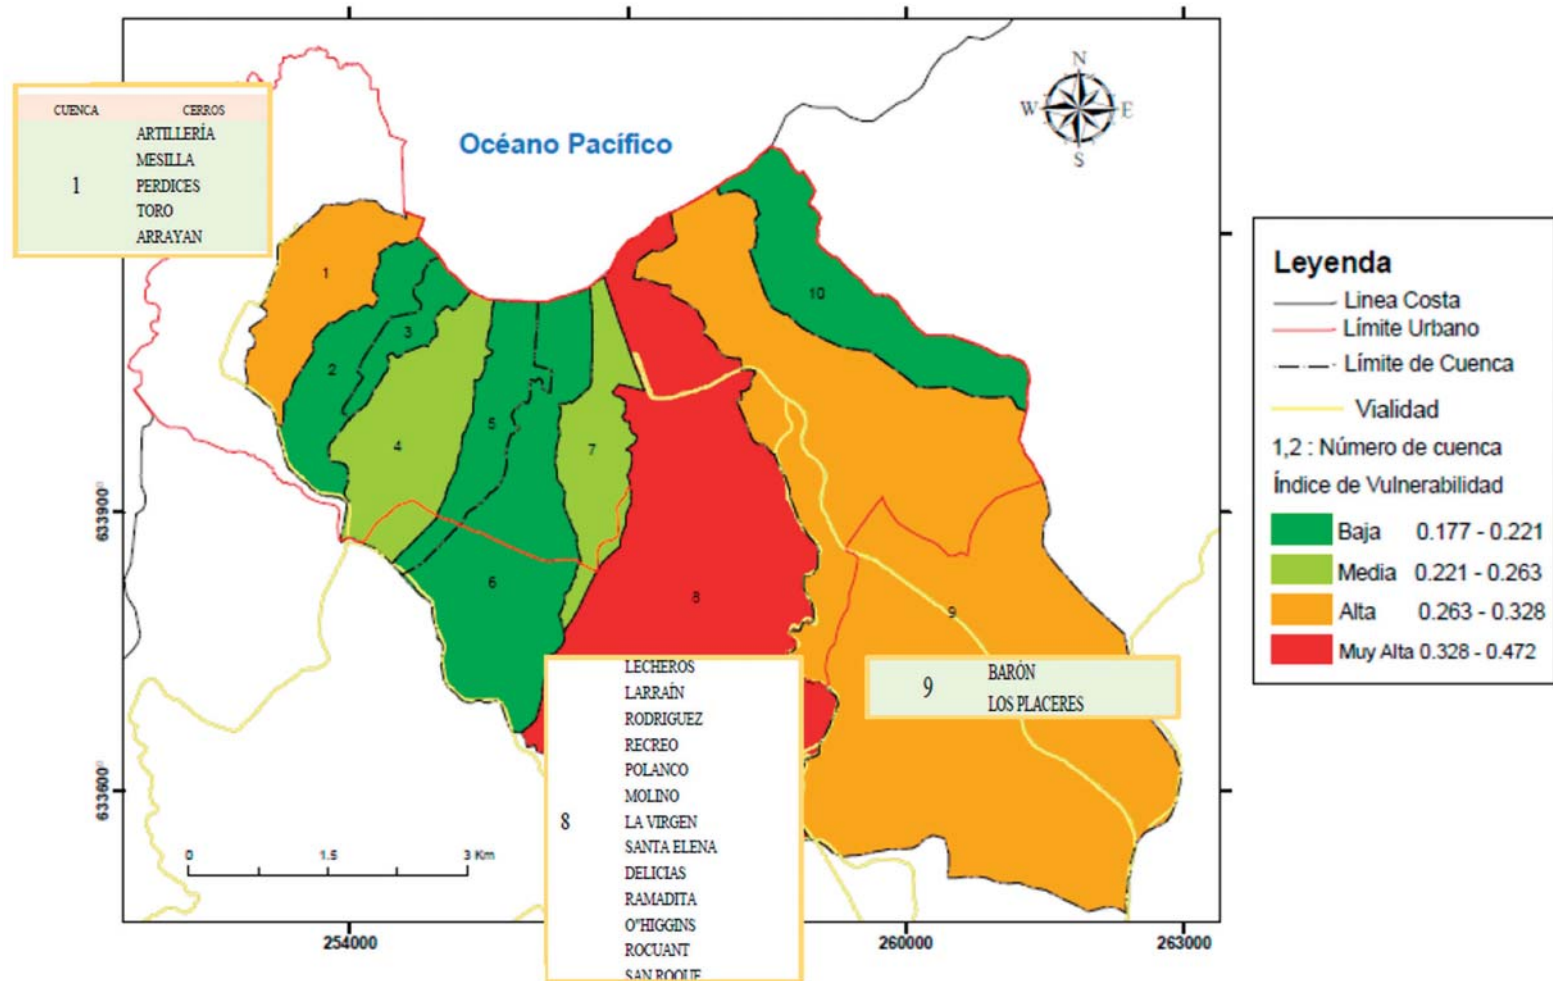 CUENCA CERROS
1
ARTILLERÍA
MESILLA
PERDICES
TORO
ARRAYAN
Océano Pacífico
N
W E
S
1
2
3
4
5
6
7
8
9
10
Leyenda
Linea Costa
Límite Urbano
Límite de Cuenca
Vialidad
1,2 : Número de cuenca
Índice de Vulnerabilidad
Baja 0.177 - 0.221
Media 0.221 - 0.263
Alta 0.263 - 0.328
Muy Alta 0.328 - 0.472
8
LECHEROS
LARRAÍN
RODRIGUEZ
RECREO
POLANCO
MOLINO
LA VIRGEN
SANTA ELENA
DELICIAS
RAMADITA
O"HIGGINS
ROCUANT
SAN ROQUE
9
BARÓN
LOS PLACERES
0 1.5 3 Km
6339000
6336000
254000
260000
263000